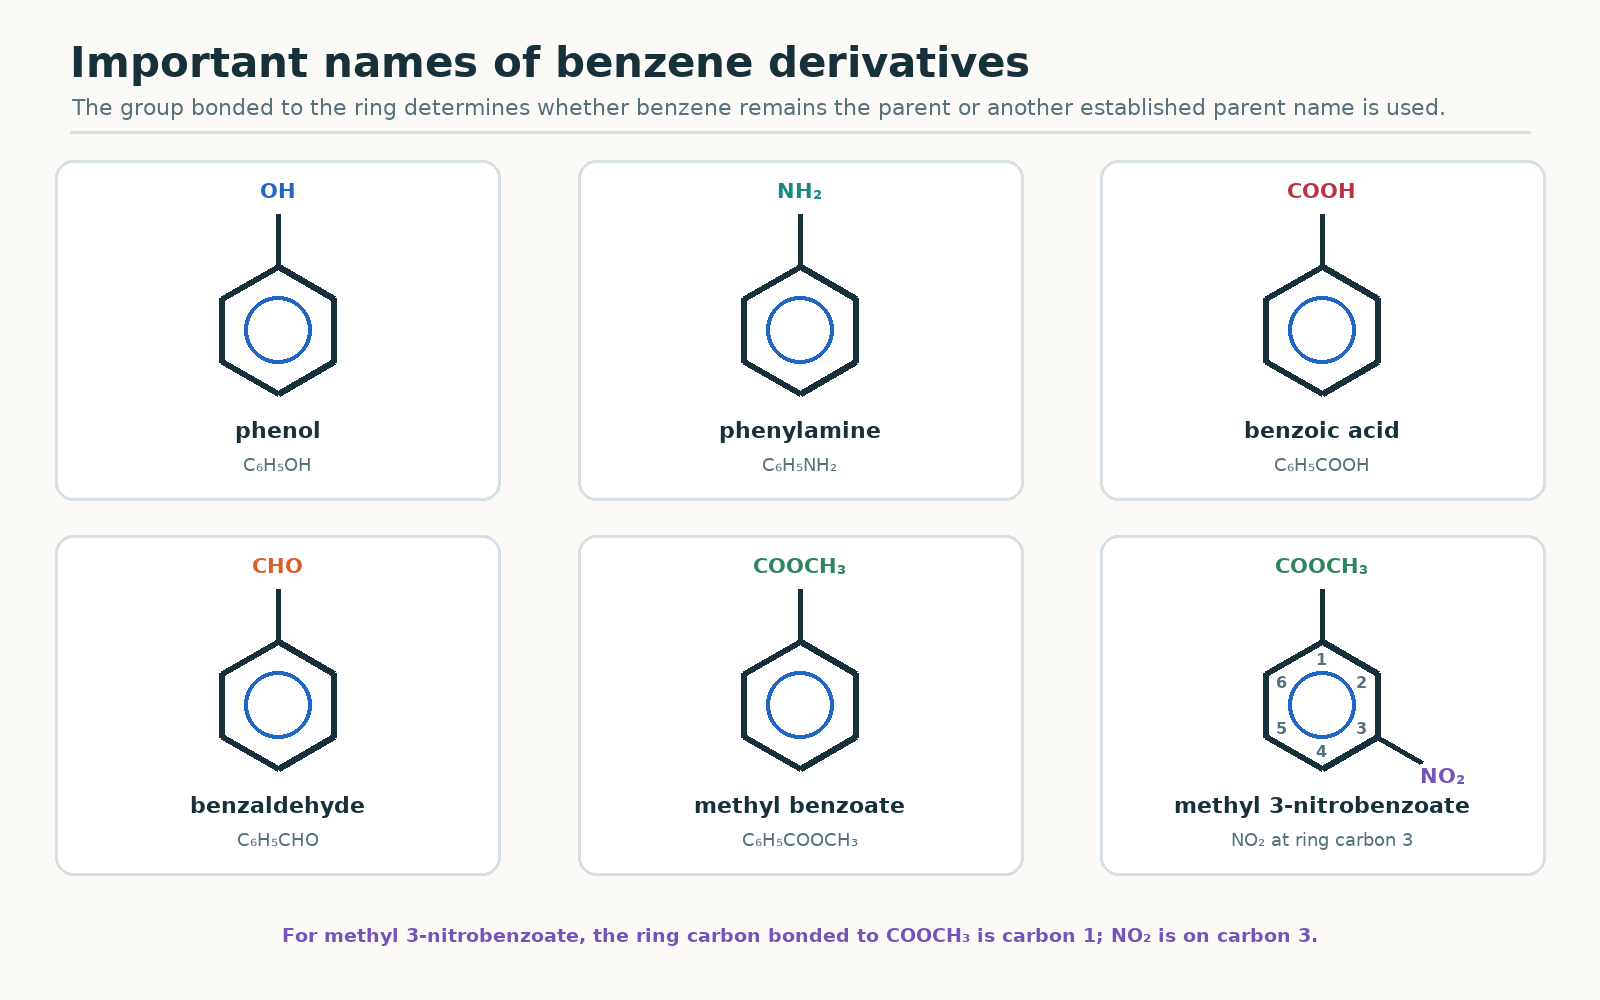 Important names of benzene derivatives
The group bonded to the ring determines whether benzene remains the parent or another established parent name is used.
OH
phenol
C₆H₅OH
NH₂
phenylamine
C₆H₅NH₂
COOH
benzoic acid
C₆H₅COOH
CHO
benzaldehyde
C₆H₅CHO
COOCH₃
methyl benzoate
C₆H₅COOCH₃
COOCH₃
1
6
2
5
3
4
NO₂
methyl 3-nitrobenzoate
NO₂ at ring carbon 3
For methyl 3-nitrobenzoate, the ring carbon bonded to COOCH₃ is carbon 1; NO₂ is on carbon 3.